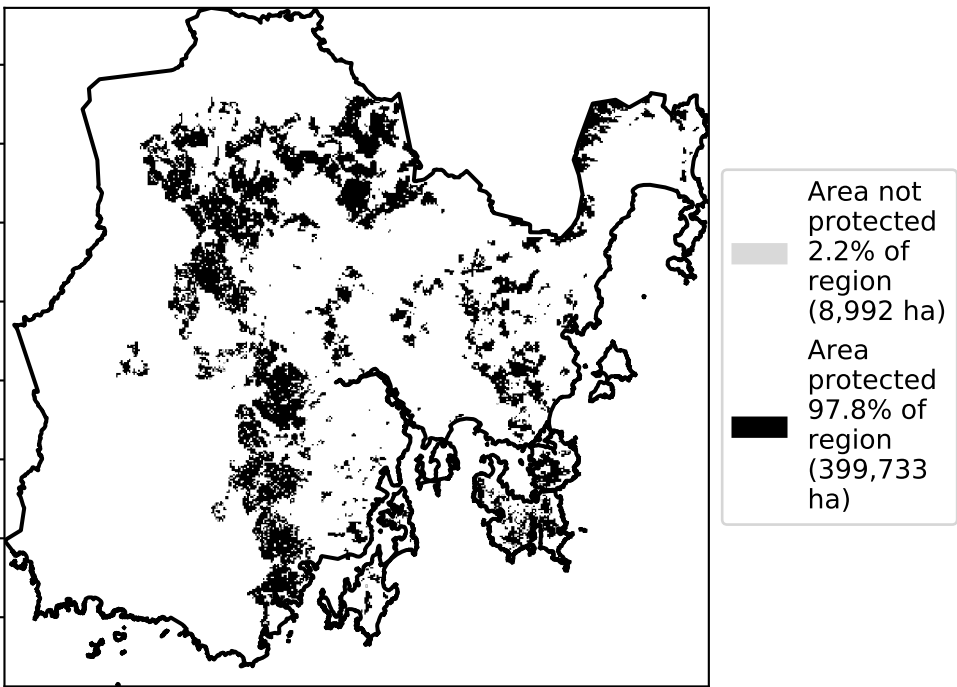 Area not
protected
2.2% of
region
(8,992 ha)
Area
protected
97.8% of
region
(399,733
ha)